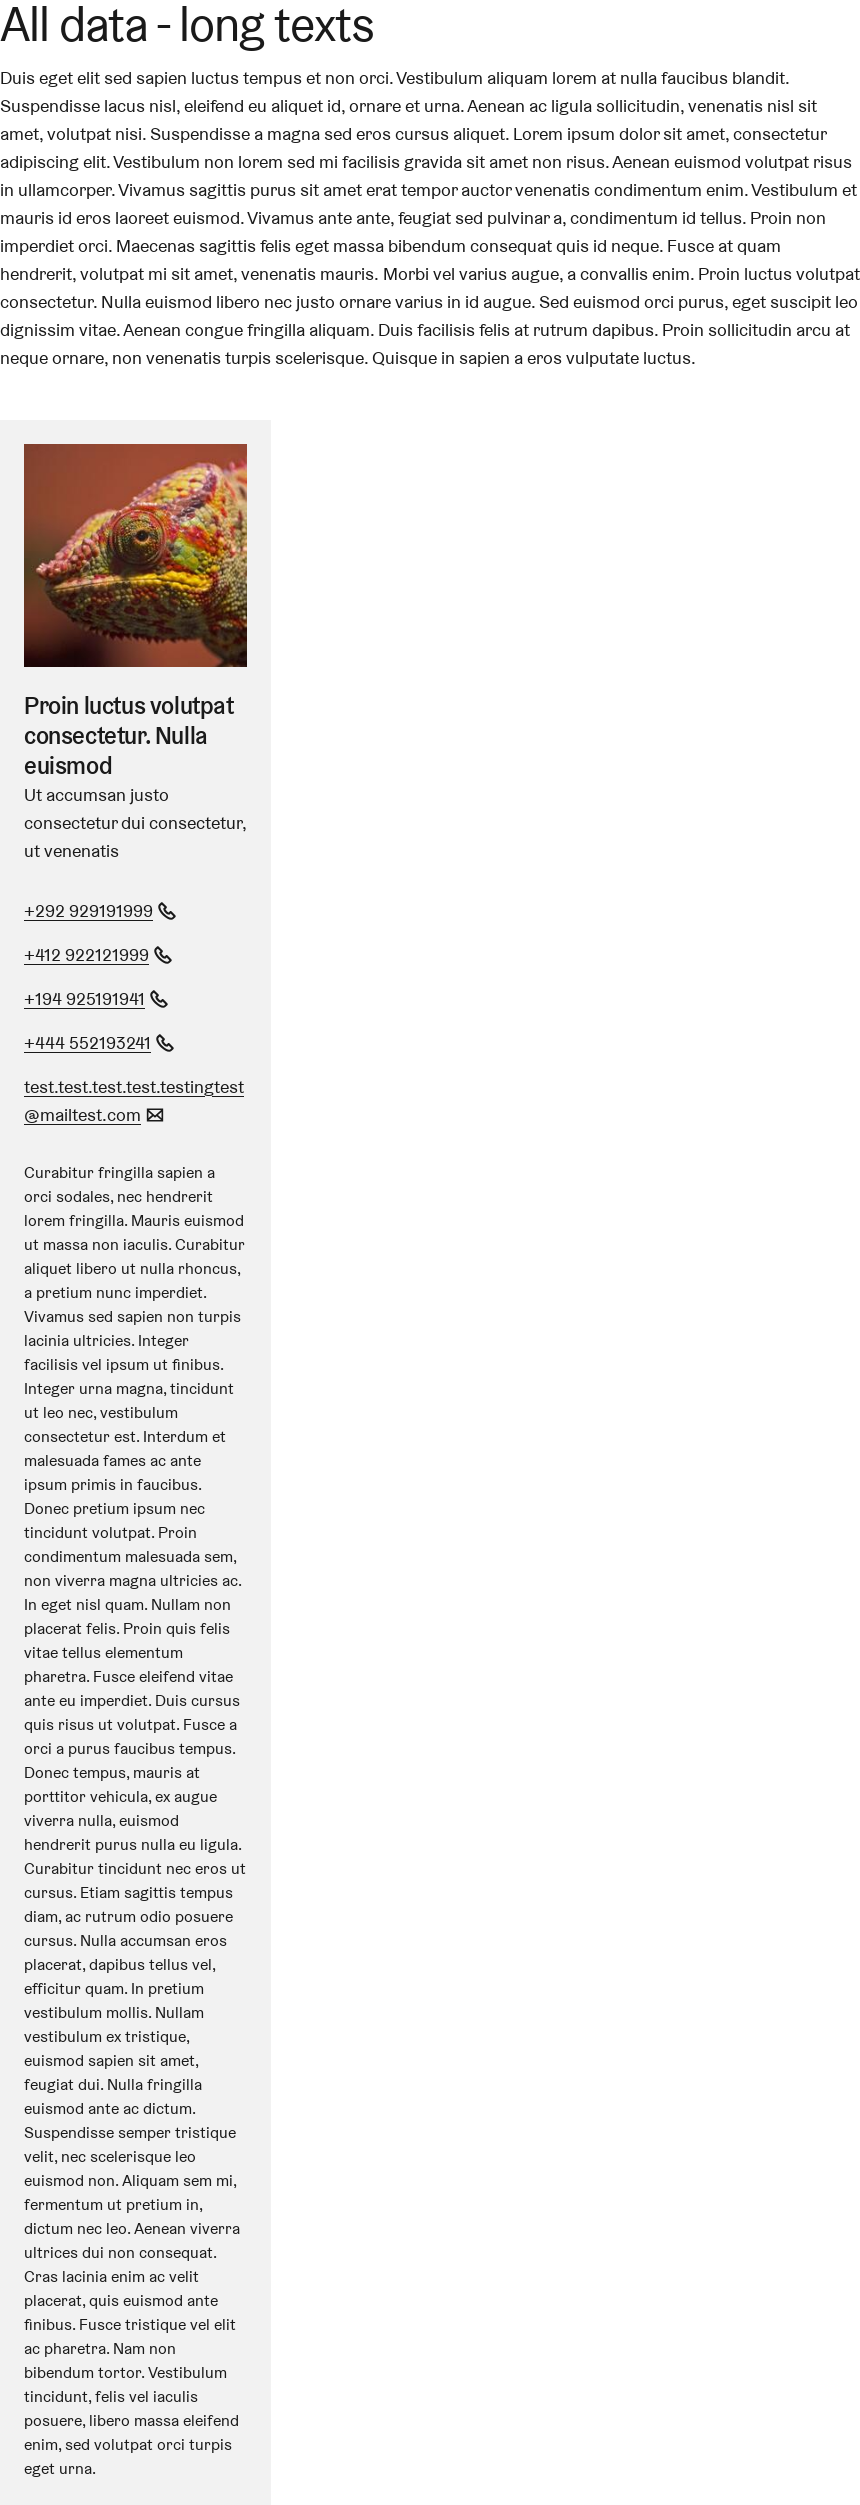 All data - long texts
Duis eget elit sed sapien luctus tempus et non orci. Vestibulum aliquam lorem at nulla faucibus blandit.
Suspendisse lacus nisl, eleifend eu aliquet id, ornare et urna. Aenean ac ligula sollicitudin, venenatis nisl sit
amet, volutpat nisi. Suspendisse a magna sed eros cursus aliquet. Lorem ipsum dolor sit amet, consectetur
adipiscing elit. Vestibulum non lorem sed mi facilisis gravida sit amet non risus. Aenean euismod volutpat risus
in ullamcorper. Vivamus sagittis purus sit amet erat tempor auctor venenatis condimentum enim. Vestibulum et
mauris id eros laoreet euismod. Vivamus ante ante, feugiat sed pulvinar a, condimentum id tellus. Proin non
imperdiet orci. Maecenas sagittis felis eget massa bibendum consequat quis id neque. Fusce at quam
hendrerit, volutpat mi sit amet, venenatis mauris. Morbi vel varius augue, a convallis enim. Proin luctus volutpat
consectetur. Nulla euismod libero nec justo ornare varius in id augue. Sed euismod orci purus, eget suscipit leo
dignissim vitae. Aenean congue fringilla aliquam. Duis facilisis felis at rutrum dapibus. Proin sollicitudin arcu at
neque ornare, non venenatis turpis scelerisque. Quisque in sapien a eros vulputate luctus.
Proin luctus volutpat
consectetur. Nulla
euismod
Ut accumsan justo
consectetur dui consectetur,
ut venenatis
+292 929191999
+412 922121999
+194 925191941
+444 552193241
test.test.test.test.testingtest
@mailtest.com
Curabitur fringilla sapien a
orci sodales, nec hendrerit
lorem fringilla. Mauris euismod
ut massa non iaculis. Curabitur
aliquet libero ut nulla rhoncus,
a pretium nunc imperdiet.
Vivamus sed sapien non turpis
lacinia ultricies. Integer
facilisis vel ipsum ut finibus.
Integer urna magna, tincidunt
ut leo nec, vestibulum
consectetur est. Interdum et
malesuada fames ac ante
ipsum primis in faucibus.
Donec pretium ipsum nec
tincidunt volutpat. Proin
condimentum malesuada sem,
non viverra magna ultricies ac.
In eget nisl quam. Nullam non
placerat felis. Proin quis felis
vitae tellus elementum
pharetra. Fusce eleifend vitae
ante eu imperdiet. Duis cursus
quis risus ut volutpat. Fusce a
orci a purus faucibus tempus.
Donec tempus, mauris at
porttitor vehicula, ex augue
viverra nulla, euismod
hendrerit purus nulla eu ligula.
Curabitur tincidunt nec eros ut
cursus. Etiam sagittis tempus
diam, ac rutrum odio posuere
cursus. Nulla accumsan eros
placerat, dapibus tellus vel,
efficitur quam. In pretium
vestibulum mollis. Nullam
vestibulum ex tristique,
euismod sapien sit amet,
feugiat dui. Nulla fringilla
euismod ante ac dictum.
Suspendisse semper tristique
velit, nec scelerisque leo
euismod non. Aliquam sem mi,
fermentum ut pretium in,
dictum nec leo. Aenean viverra
ultrices dui non consequat.
Cras lacinia enim ac velit
placerat, quis euismod ante
finibus. Fusce tristique vel elit
ac pharetra. Nam non
bibendum tortor. Vestibulum
tincidunt, felis vel iaculis
posuere, libero massa eleifend
enim, sed volutpat orci turpis
eget urna.